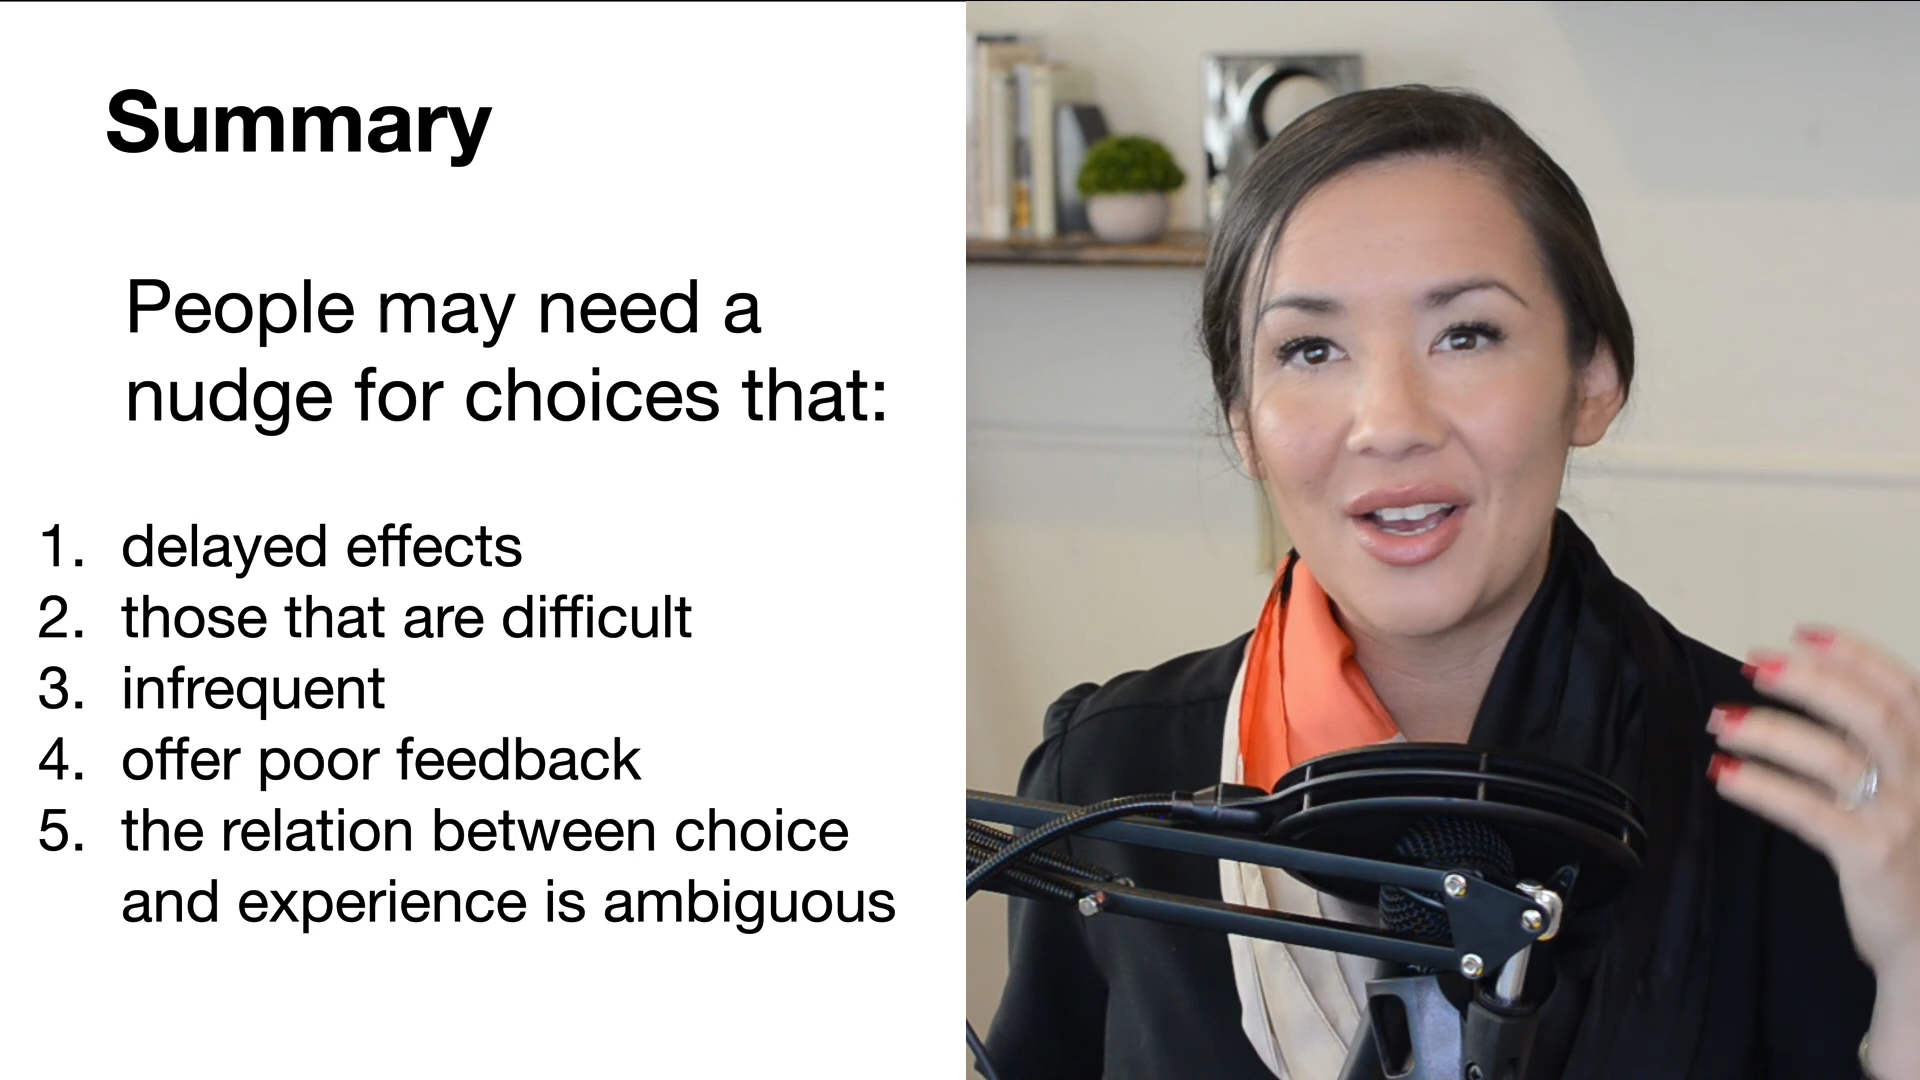 Summary
People may need a
nudge for choices that:
1. delayed effects
2. those that are difficult
3. infrequent
4. offer poor feedback
5. the relation between choice
and experience is ambiguous